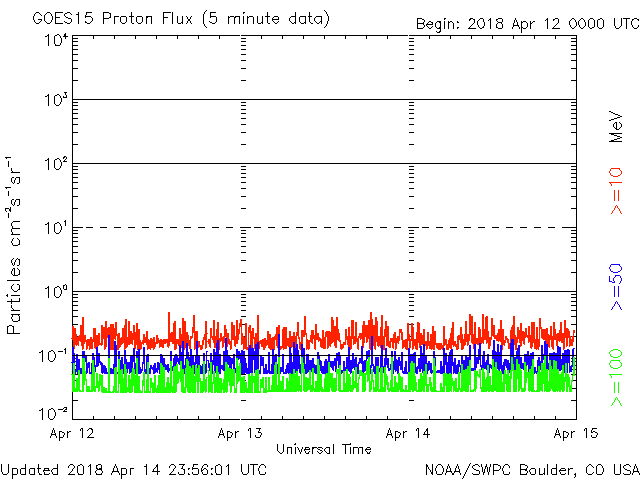 GOES15 Proton Flux (5 minute data)
Begin: 2018 Apr 12 0000 UTC
Particles cm⁻²s⁻¹sr⁻¹
10⁴
10³
10²
10¹
10⁰
10⁻¹
10⁻²
Apr 12
Apr 13
Apr 14
Apr 15
Universal Time
MeV
>=10
>=50
>=100
Updated 2018 Apr 14 23:56:01 UTC
NOAA/SWPC Boulder, CO USA